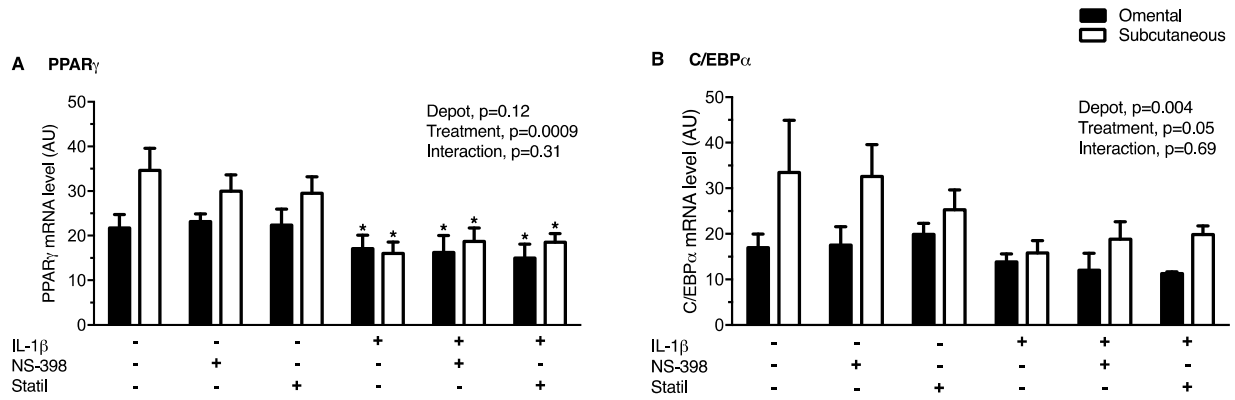 Omental
Subcutaneous
A PPARγ
PPARγ mRNA level (AU)
50
40
30
20
10
0
Depot, p=0.12
Treatment, p=0.0009
Interaction, p=0.31
* * * * * *
IL-1β - - - + + +
NS-398 - + - - + -
Statil - - + - - +
B C/EBPα
C/EBPα mRNA level (AU)
50
40
30
20
10
0
Depot, p=0.004
Treatment, p=0.05
Interaction, p=0.69
IL-1β - - - + + +
NS-398 - + - - + -
Statil - - + - - +